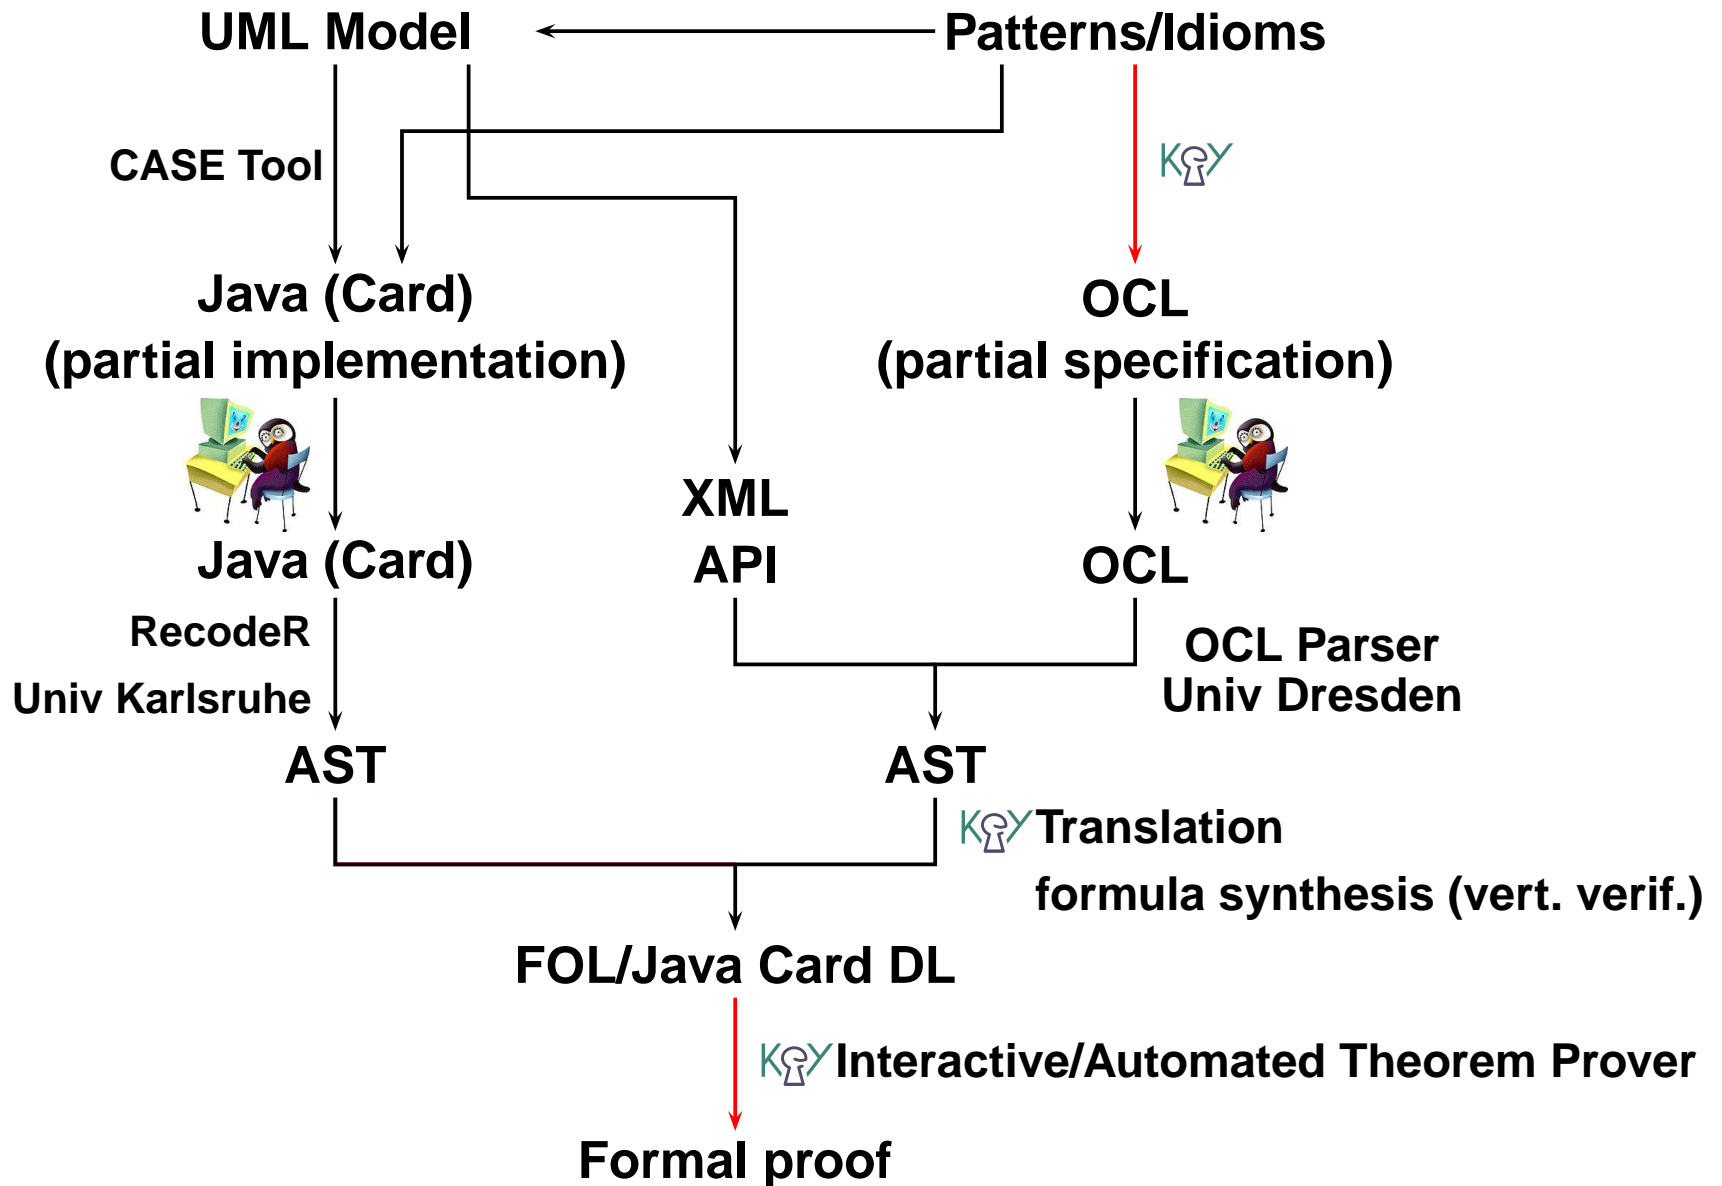 UML Model
Patterns/Idioms
CASE Tool
KeY
Java (Card)
(partial implementation)
OCL
(partial specification)
XML
API
Java (Card)
OCL
RecodeR
Univ Karlsruhe
OCL Parser
Univ Dresden
AST
AST
KeY Translation
formula synthesis (vert. verif.)
FOL/Java Card DL
KeY Interactive/Automated Theorem Prover
Formal proof